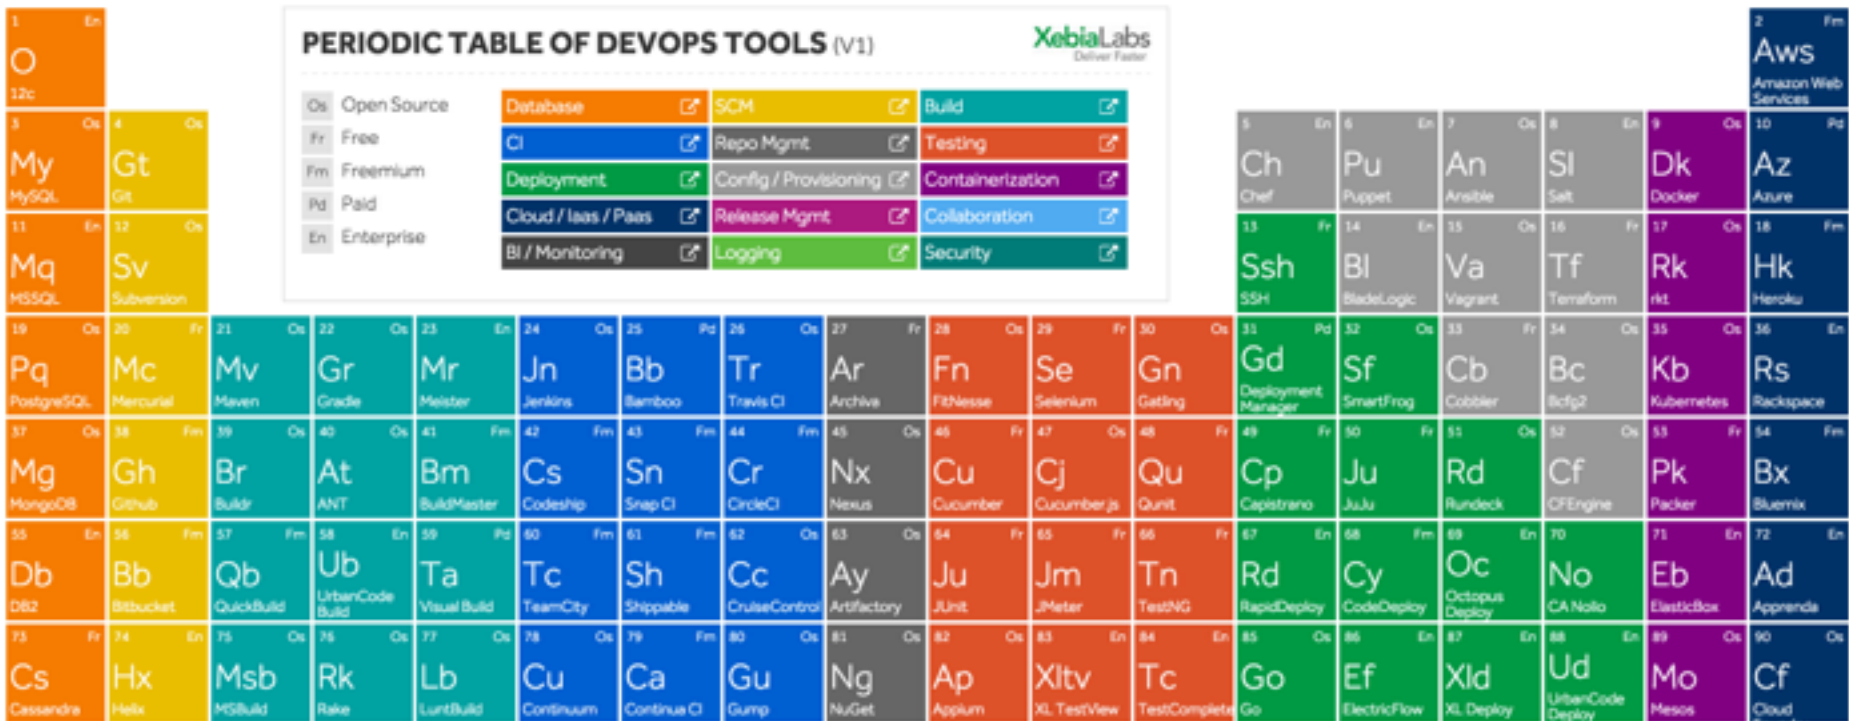 1 En
O
12c
PERIODIC TABLE OF DEVOPS TOOLS (V1)
XebiaLabs
Deliver Faster
2 Fm
Aws
Amazon Web
Services
Os Open Source
Fr Free
Fm Freemium
Pd Paid
En Enterprise
Database SCM Build
CI Repo Mgmt Testing
Deployment Config / Provisioning Containerization
Cloud / Iaas / Paas Release Mgmt Collaboration
BI / Monitoring Logging Security
3 Os 4 Os 5 En 6 En 7 Os 8 En 9 Os 10 Pd
My Gt Ch Pu An Sl Dk Az
MySQL Git Chef Puppet Ansible Salt Docker Azure
11 En 12 Os 13 Fr 14 En 15 Os 16 Fr 17 Os 18 Fm
Mq Sv Ssh Bl Va Tf Rk Hk
MSSQL Subversion SSH BladeLogic Vagrant Terraform rkt Heroku
19 Os 20 Fr 21 Os 22 Os 23 En 24 Os 25 Pd 26 Os 27 Fr 28 Os 29 Fr 30 Os 31 Pd 32 Os 33 Fr 34 Os 35 Os 36 En
Pq Mc Mv Gr Mr Jn Bb Tr Ar Fn Se Gn Gd Sf Cb Bc Kb Rs
PostgreSQL Mercurial Maven Gradle Meister Jenkins Bamboo Travis CI Archiva FitNesse Selenium Gatling Deployment Manager SmartFrog Cobbler Bcfg2 Kubernetes Rackspace
37 Os 38 Fm 39 Os 40 Os 41 Fm 42 Fm 43 Fm 44 Fm 45 Os 46 Fr 47 Os 48 Fr 49 Fr 50 Fr 51 Os 52 Os 53 Fr 54 Fm
Mg Gh Br At Bm Cs Sn Cr Nx Cu Cj Qu Cp Ju Rd Cf Pk Bx
MongoDB Github Buildr ANT BuildMaster Codeship Snap CI CircleCI Nexus Cucumber Cucumber.js Qunit Capistrano JuJu Rundeck CFEngine Packer Bluemix
55 En 56 Fm 57 Fm 58 En 59 Pd 60 Fm 61 Fm 62 Os 63 Os 64 Fr 65 Fr 66 Fr 67 En 68 Fm 69 En 70 71 En 72 En
Db Bb Qb Ub Ta Tc Sh Cc Ay Ju Jm Tn Rd Cy Oc No Eb Ad
DB2 Bitbucket QuickBuild UrbanCode Build Visual Build TeamCity Shippable CruiseControl Artifactory JUnit JMeter TestNG RapidDeploy CodeDeploy Octopus Deploy CA Nolio ElasticBox Apprenda
73 Fr 74 En 75 Os 76 Os 77 Os 78 Os 79 Fm 80 Os 81 Os 82 Os 83 En 84 En 85 Os 86 En 87 En 88 En 89 Os 90 Os
Cs Hx Msb Rk Lb Cu Ca Gu Ng Ap Xltv Tc Go Ef Xld Ud Mo Cf
Cassandra Helix MSBuild Rake LuntBuild Continuum Continua CI Gump NuGet Appium XL TestView TestComplete Go ElectricFlow XL Deploy UrbanCode Deploy Mesos Cloud